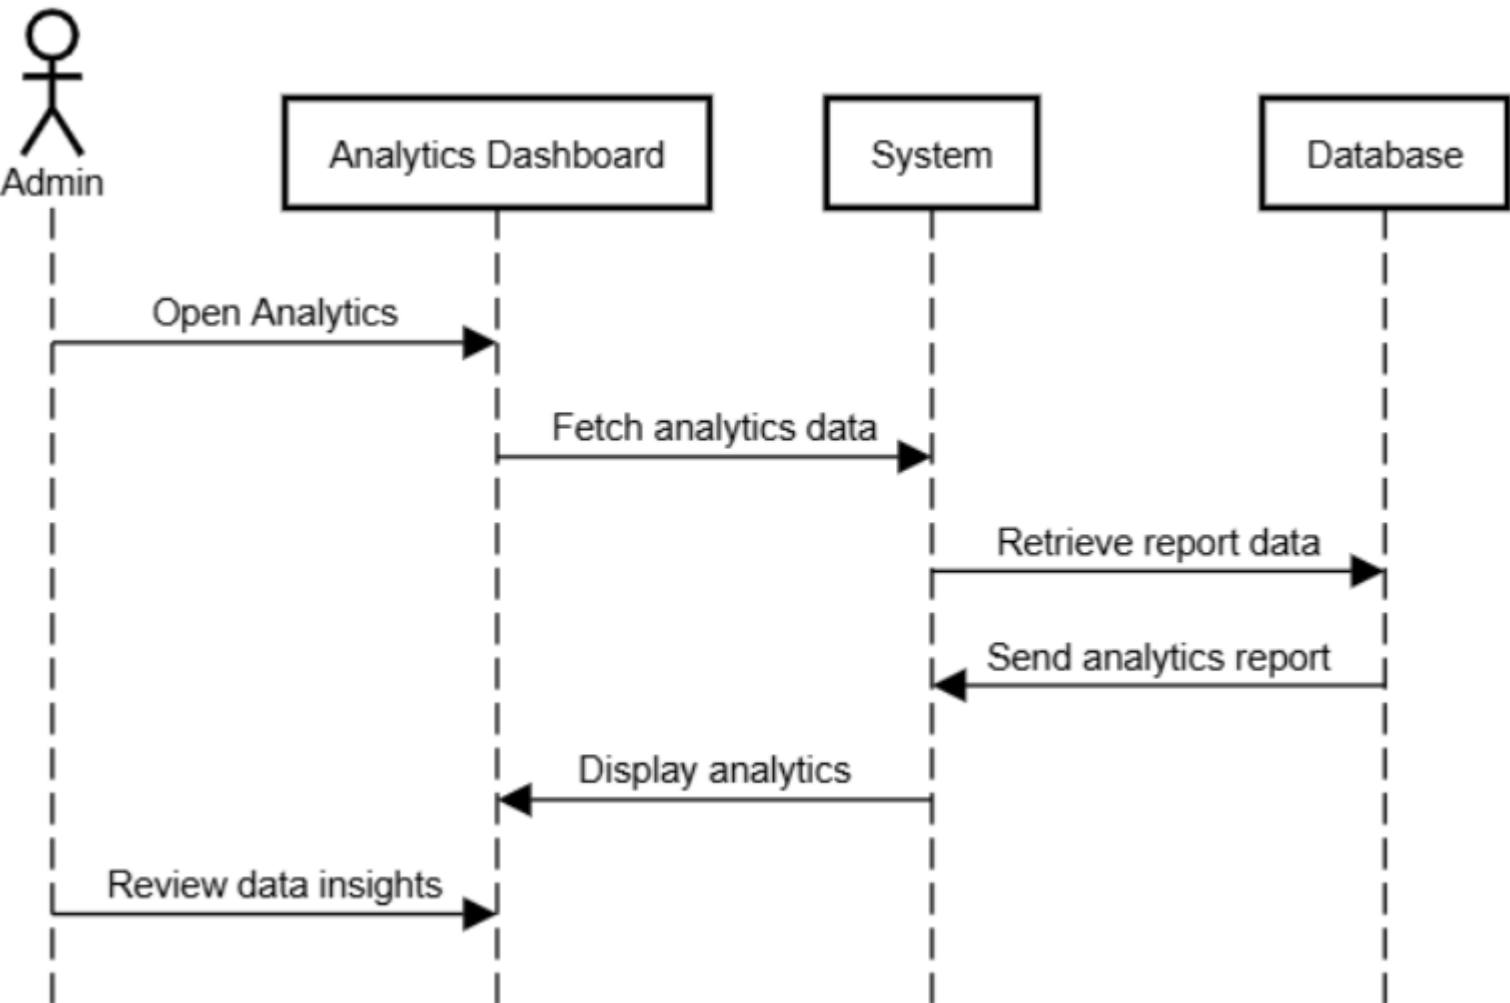 Admin
Analytics Dashboard
System
Database
Open Analytics
Fetch analytics data
Retrieve report data
Send analytics report
Display analytics
Review data insights